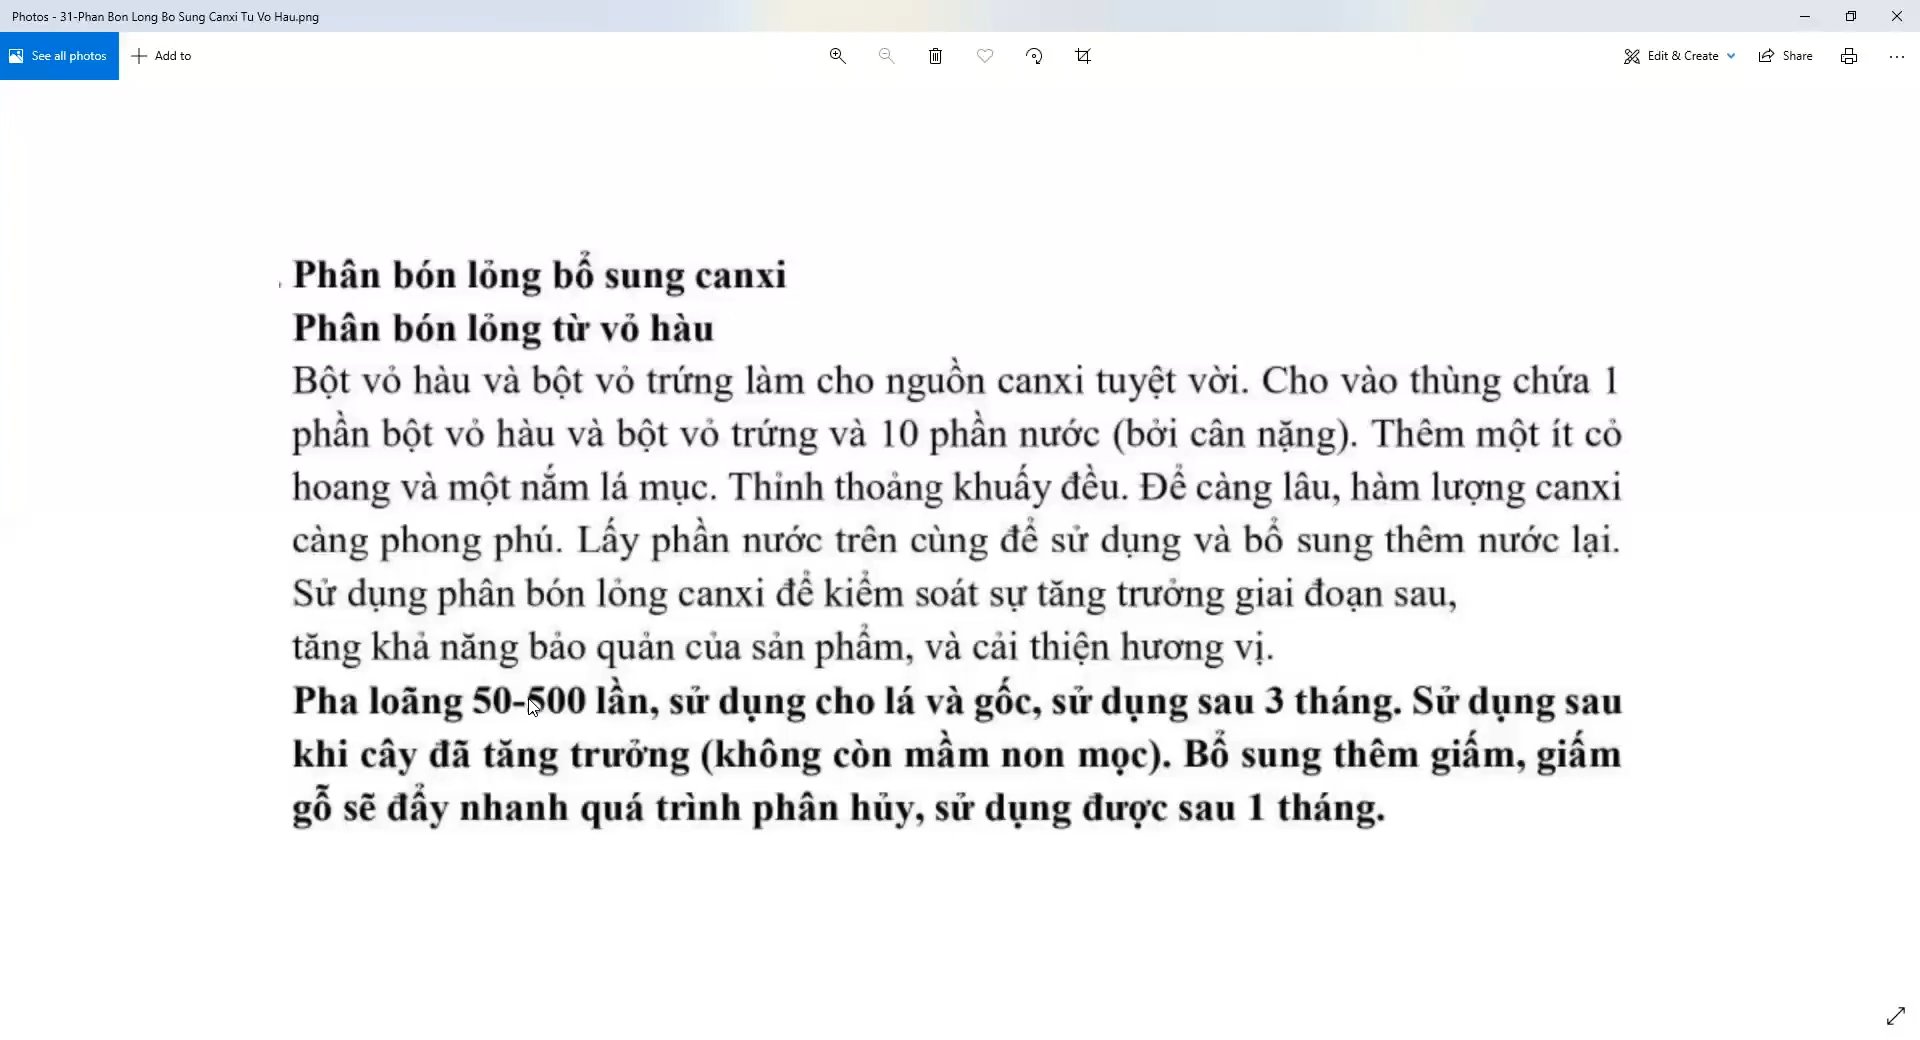 Photos - 31-Phan Bon Long Bo Sung Canxi Tu Vo Hau.png
See all photos
Add to
Edit & Create
Share
Phân bón lỏng bổ sung canxi
Phân bón lỏng từ vỏ hàu
Bột vỏ hàu và bột vỏ trứng làm cho nguồn canxi tuyệt vời. Cho vào thùng chứa 1
phần bột vỏ hàu và bột vỏ trứng và 10 phần nước (bởi cân nặng). Thêm một ít cỏ
hoang và một nắm lá mục. Thỉnh thoảng khuấy đều. Để càng lâu, hàm lượng canxi
càng phong phú. Lấy phần nước trên cùng để sử dụng và bổ sung thêm nước lại.
Sử dụng phân bón lỏng canxi để kiểm soát sự tăng trưởng giai đoạn sau,
tăng khả năng bảo quản của sản phẩm, và cải thiện hương vị.
Pha loãng 50-500 lần, sử dụng cho lá và gốc, sử dụng sau 3 tháng. Sử dụng sau
khi cây đã tăng trưởng (không còn mầm non mọc). Bổ sung thêm giấm, giấm
gỗ sẽ đẩy nhanh quá trình phân hủy, sử dụng được sau 1 tháng.